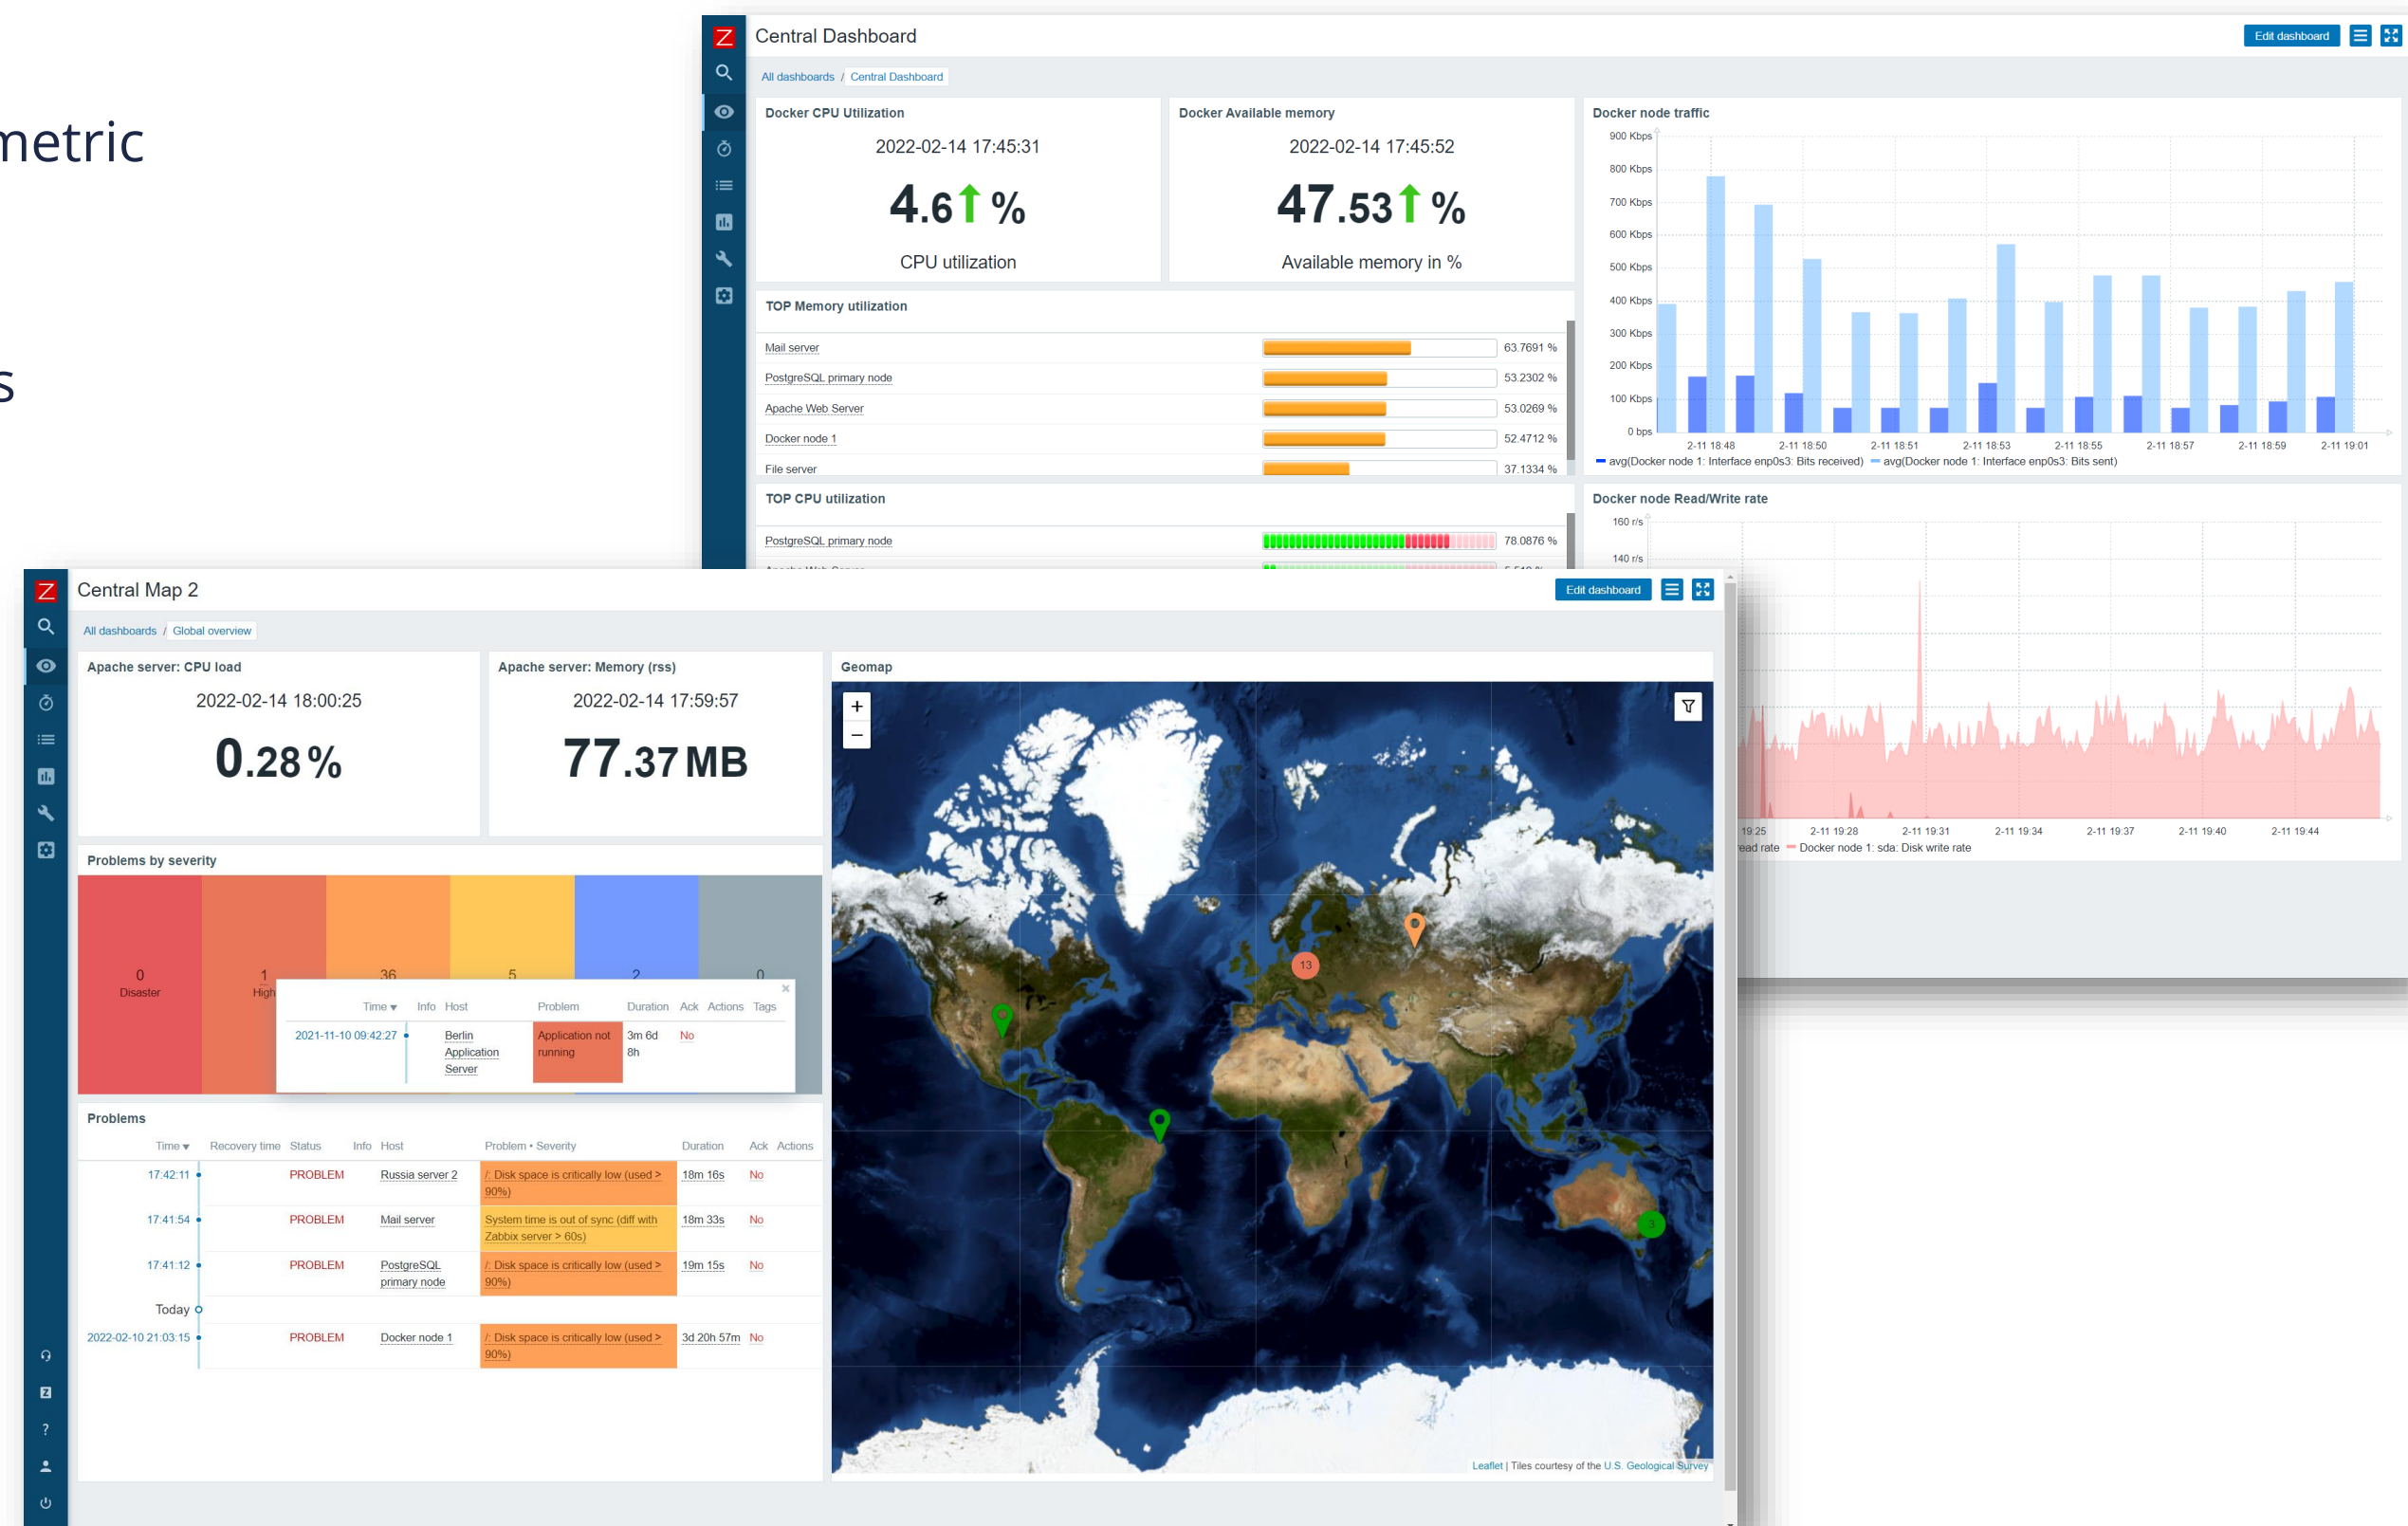 metric
s
Z
Central Dashboard
Edit dashboard
All dashboards / Central Dashboard
Docker CPU Utilization
2022-02-14 17:45:31
4.6 %
CPU utilization
Docker Available memory
2022-02-14 17:45:52
47.53 %
Available memory in %
TOP Memory utilization
Mail server 63.7691 %
PostgreSQL primary node 53.2302 %
Apache Web Server 53.0269 %
Docker node 1 52.4712 %
File server 37.1334 %
TOP CPU utilization
PostgreSQL primary node 78.0876 %
Docker node traffic
900 Kbps
800 Kbps
700 Kbps
600 Kbps
500 Kbps
400 Kbps
300 Kbps
200 Kbps
100 Kbps
0 bps
2-11 18:48 2-11 18:50 2-11 18:51 2-11 18:53 2-11 18:55 2-11 18:57 2-11 18:59 2-11 19:01
avg(Docker node 1: Interface enp0s3: Bits received) avg(Docker node 1: Interface enp0s3: Bits sent)
Docker node Read/Write rate
160 r/s
140 r/s
19:25 2-11 19:28 2-11 19:31 2-11 19:34 2-11 19:37 2-11 19:40 2-11 19:44
read rate Docker node 1: sda: Disk write rate
Z
Central Map 2
Edit dashboard
All dashboards / Global overview
Apache server: CPU load
2022-02-14 18:00:25
0.28 %
Apache server: Memory (rss)
2022-02-14 17:59:57
77.37 MB
Problems by severity
0 1 36 5 2 0
Disaster High
Time Info Host Problem Duration Ack Actions Tags
2021-11-10 09:42:27 Berlin Application not 3m 6d No
Application running 8h
Server
Problems
Time Recovery time Status Info Host Problem • Severity Duration Ack Actions
17:42:11 PROBLEM Russia server 2 /: Disk space is critically low (used > 18m 16s No
90%)
17:41:54 PROBLEM Mail server System time is out of sync (diff with 18m 33s No
Zabbix server > 60s)
17:41:12 PROBLEM PostgreSQL /: Disk space is critically low (used > 19m 15s No
primary node 90%)
Today
2022-02-10 21:03:15 PROBLEM Docker node 1 /: Disk space is critically low (used > 3d 20h 57m No
90%)
Z
?
Geomap
+
−
13
3
Leaflet | Tiles courtesy of the U.S. Geological Survey